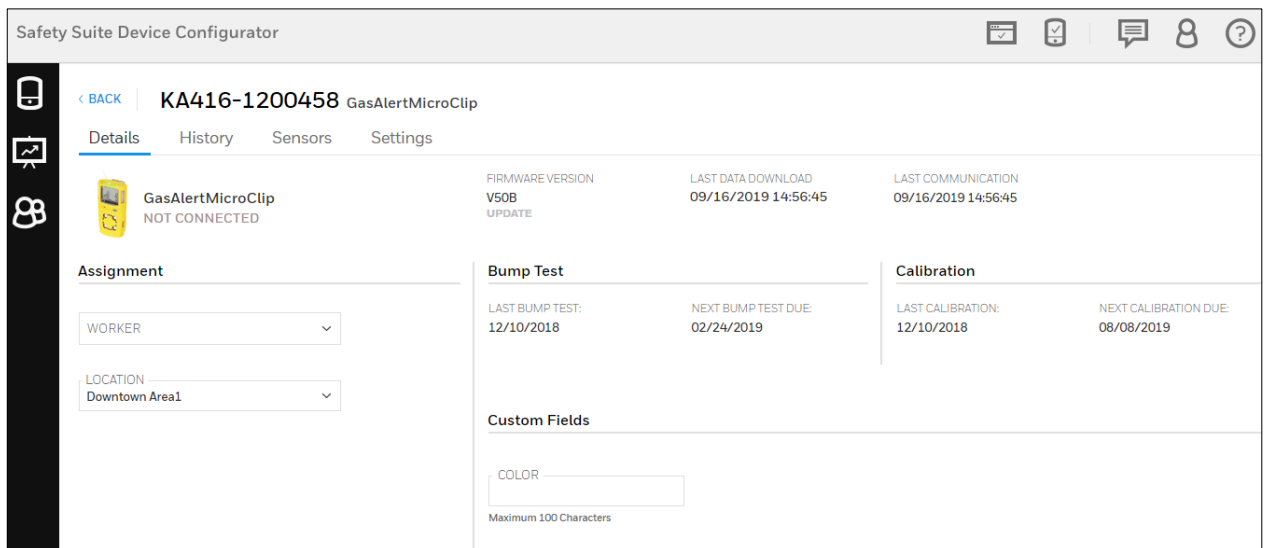 Safety Suite Device Configurator
< BACK KA416-1200458 GasAlertMicroClip
Details History Sensors Settings
GasAlertMicroClip
NOT CONNECTED
FIRMWARE VERSION
V50B
UPDATE
LAST DATA DOWNLOAD
09/16/2019 14:56:45
LAST COMMUNICATION
09/16/2019 14:56:45
Assignment
WORKER
LOCATION
Downtown Area1
Bump Test
LAST BUMP TEST:
12/10/2018
NEXT BUMP TEST DUE:
02/24/2019
Calibration
LAST CALIBRATION:
12/10/2018
NEXT CALIBRATION DUE:
08/08/2019
Custom Fields
COLOR
Maximum 100 Characters